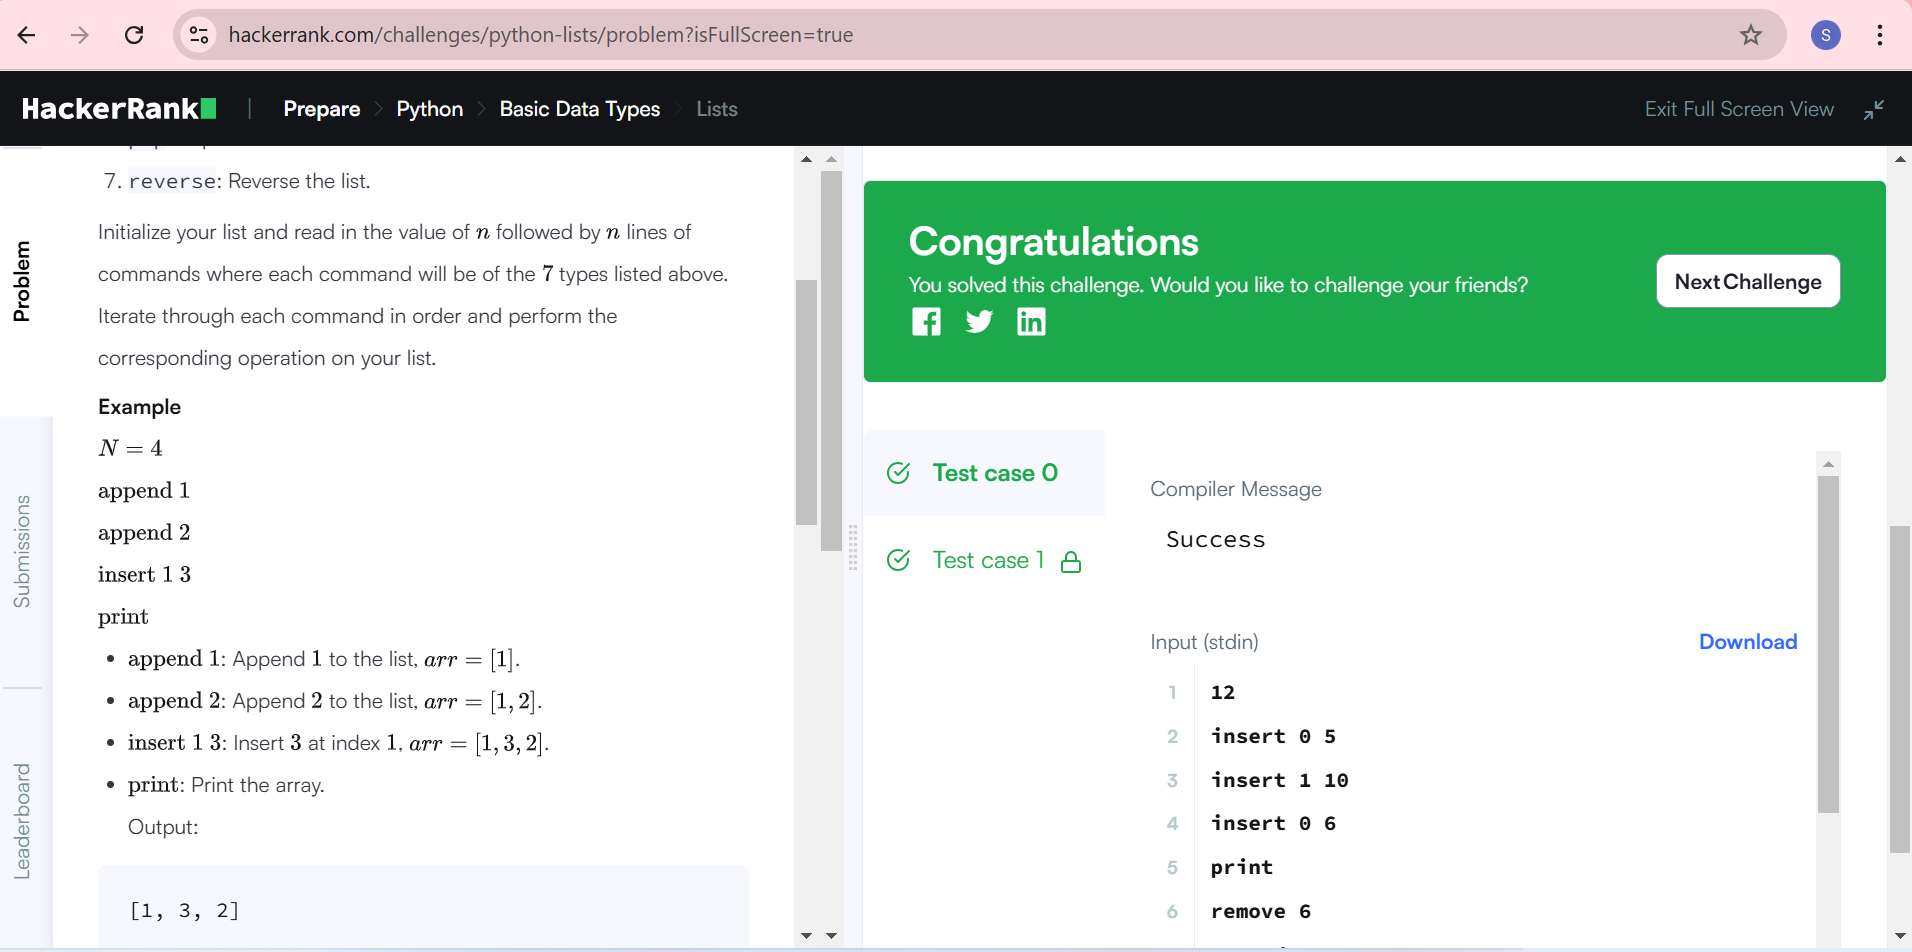 hackerrank.com/challenges/python-lists/problem?isFullScreen=true
S
HackerRank
Prepare
Python
Basic Data Types
Lists
Exit Full Screen View
Problem
Submissions
Leaderboard
7. reverse: Reverse the list.
Initialize your list and read in the value of n followed by n lines of
commands where each command will be of the 7 types listed above.
Iterate through each command in order and perform the
corresponding operation on your list.
Example
N = 4
append 1
append 2
insert 1 3
print
• append 1: Append 1 to the list, arr = [1].
• append 2: Append 2 to the list, arr = [1, 2].
• insert 1 3: Insert 3 at index 1, arr = [1, 3, 2].
• print: Print the array.
Output:
[1, 3, 2]
Congratulations
You solved this challenge. Would you like to challenge your friends?
Next Challenge
Test case 0
Test case 1
Compiler Message
Success
Input (stdin)
Download
1 12
2 insert 0 5
3 insert 1 10
4 insert 0 6
5 print
6 remove 6